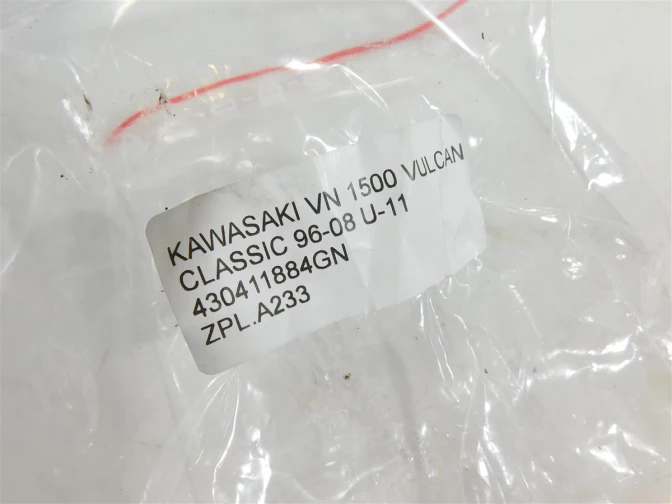 KAWASAKI VN 1500 VULCAN
CLASSIC 96-08 U-11
430411884GN
ZPL.A233